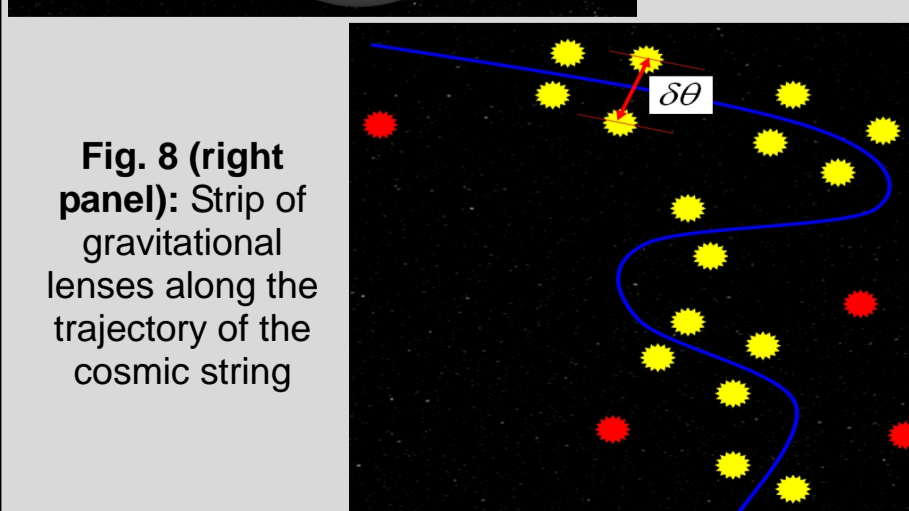 Fig. 8 (right
panel): Strip of
gravitational
lenses along the
trajectory of the
cosmic string
δθ